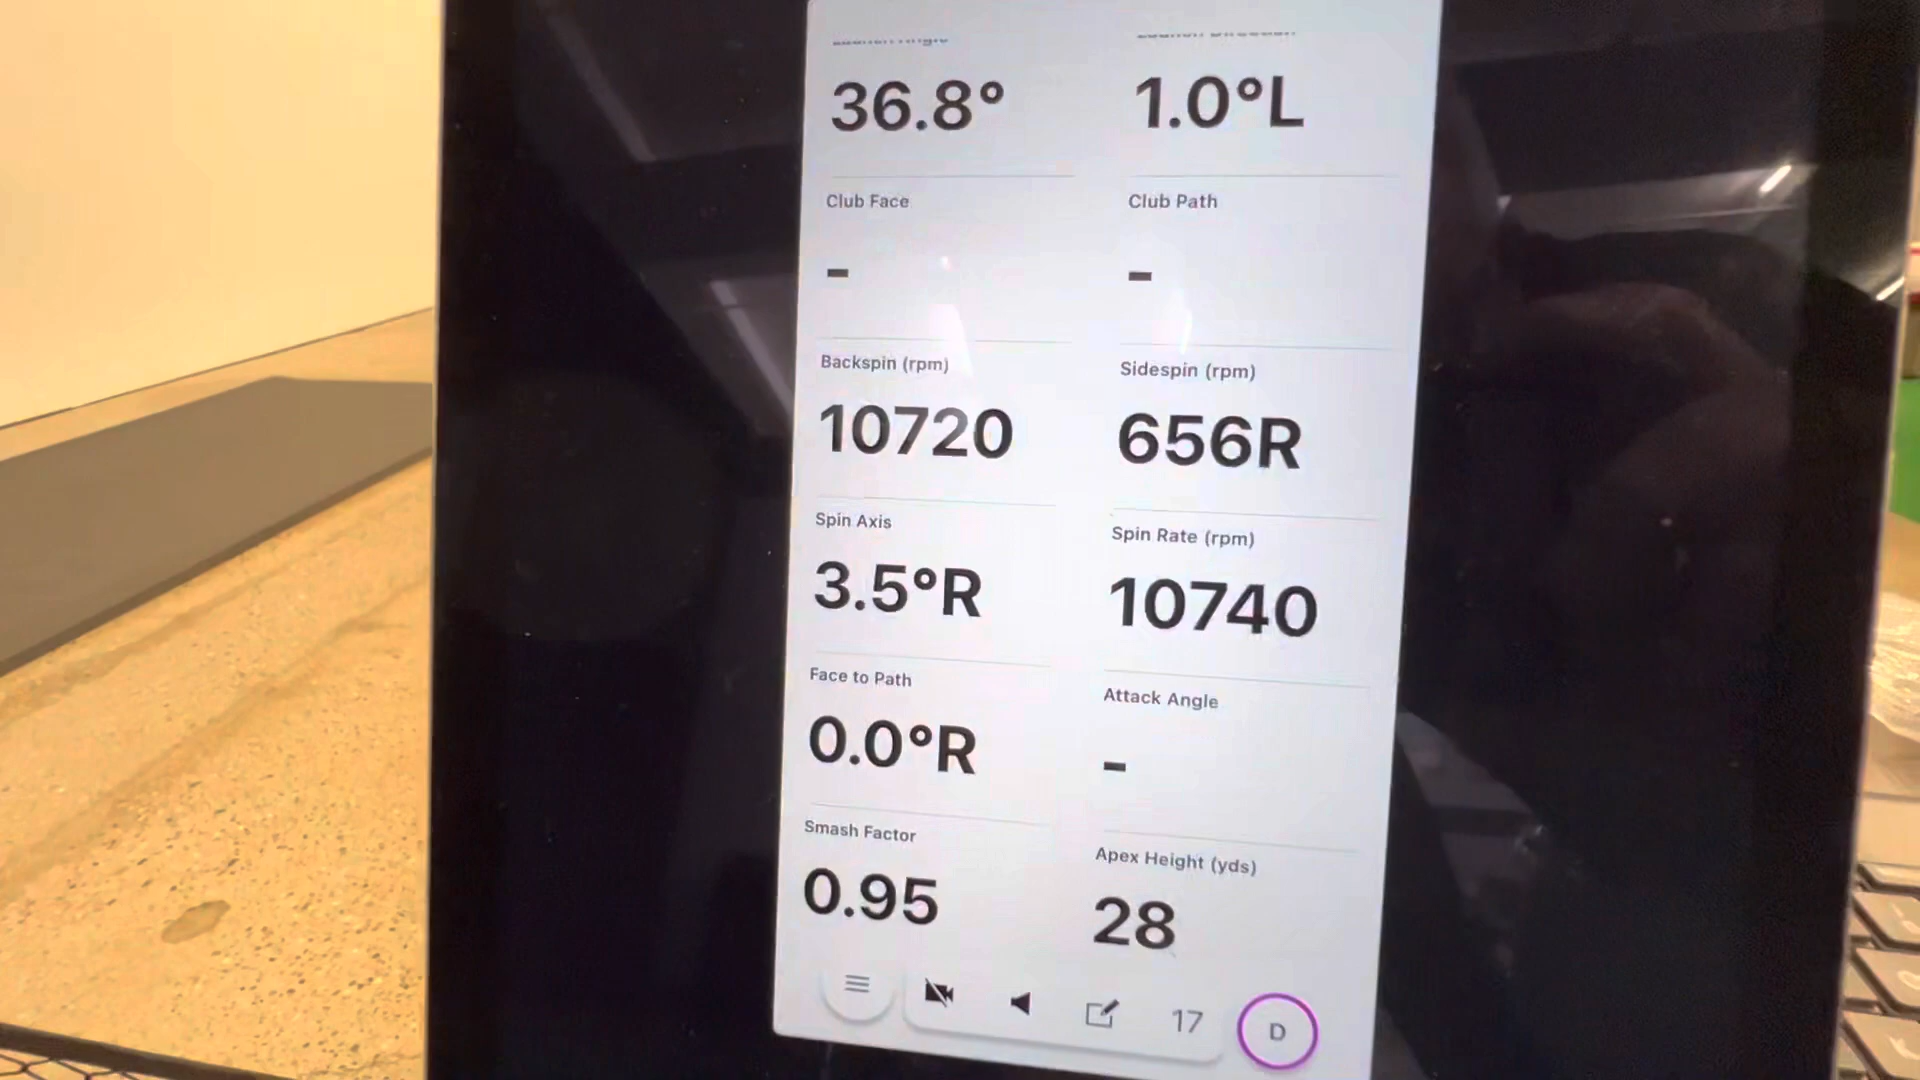 36.8° 1.0°L
Club Face Club Path
- -
Backspin (rpm) Sidespin (rpm)
10720 656R
Spin Axis Spin Rate (rpm)
3.5°R 10740
Face to Path Attack Angle
0.0°R -
Smash Factor Apex Height (yds)
0.95 28
17 D